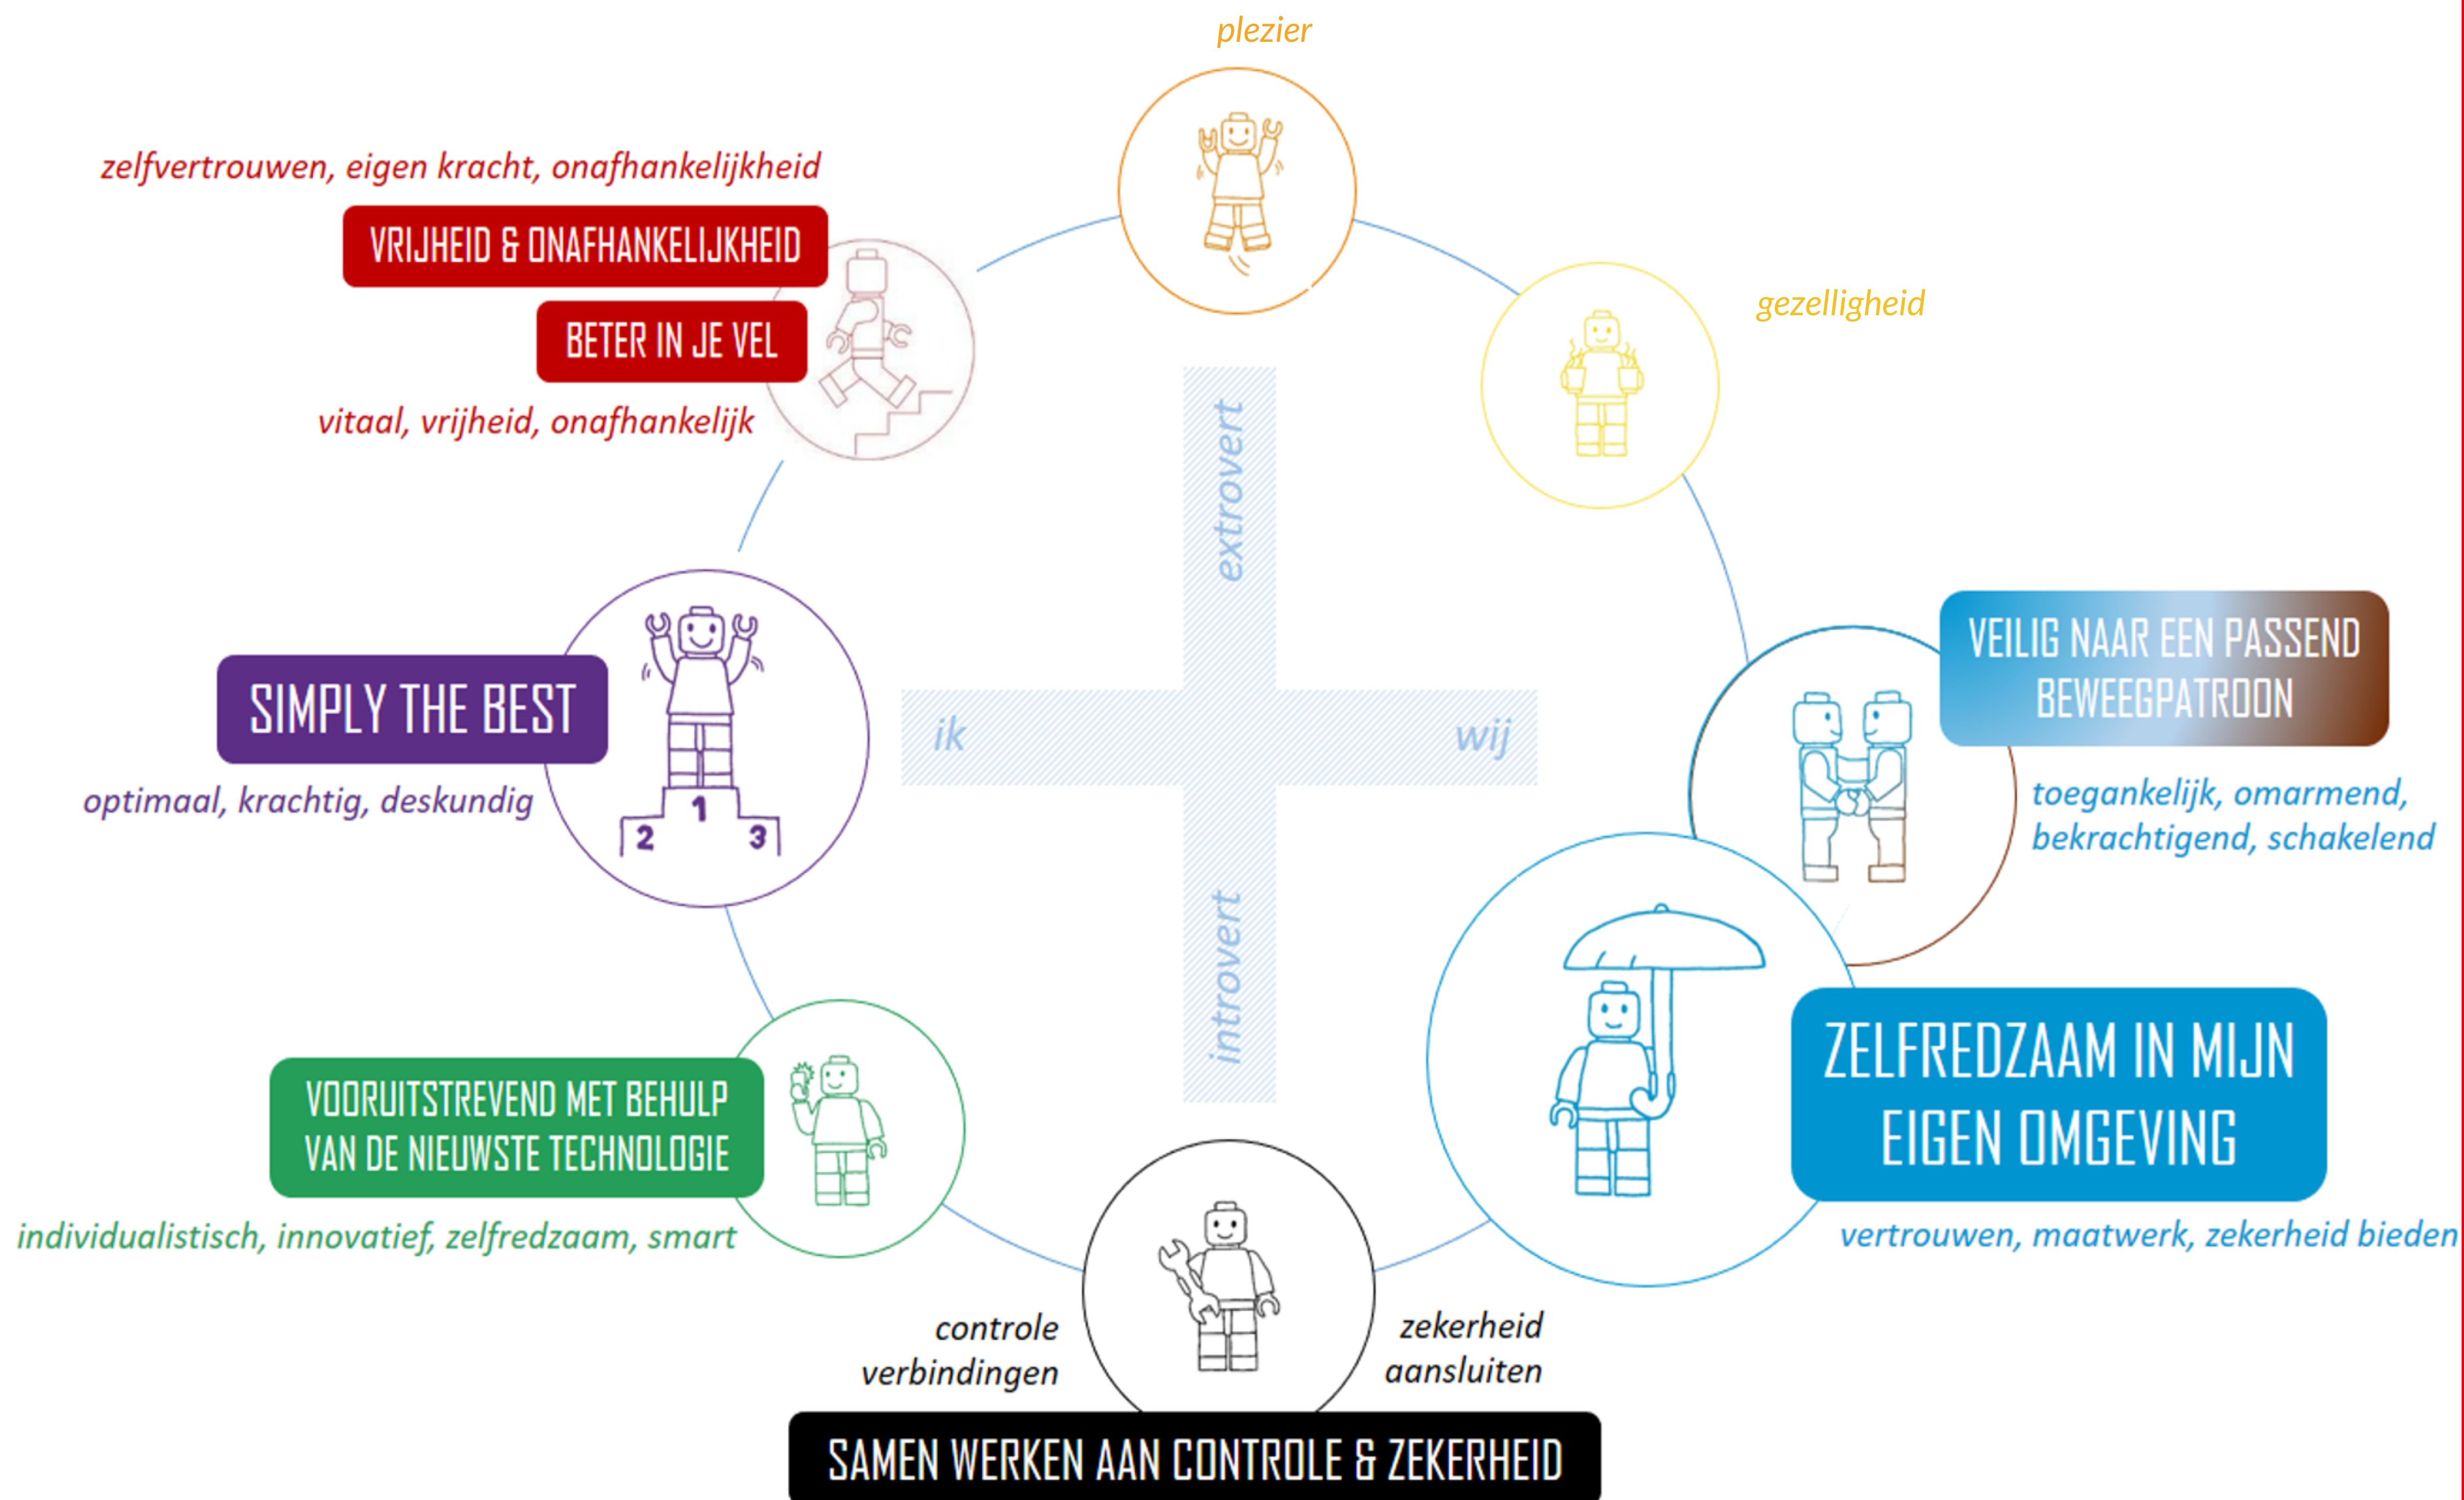 plezier
zelfvertrouwen, eigen kracht, onafhankelijkheid
VRIJHEID & ONAFHANKELIJKHEID
BETER IN JE VEL
vitaal, vrijheid, onafhankelijk
gezelligheid
extrovert
ik
wij
introvert
SIMPLY THE BEST
optimaal, krachtig, deskundig
1
2
3
VEILIG NAAR EEN PASSEND
BEWEEGPATROON
toegankelijk, omarmend,
bekrachtigend, schakelend
ZELFREDZAAM IN MIJN
EIGEN OMGEVING
vertrouwen, maatwerk, zekerheid bieden
VOORUITSTREVEND MET BEHULP
VAN DE NIEUWSTE TECHNOLOGIE
individualistisch, innovatief, zelfredzaam, smart
controle
verbindingen
zekerheid
aansluiten
SAMEN WERKEN AAN CONTROLE & ZEKERHEID